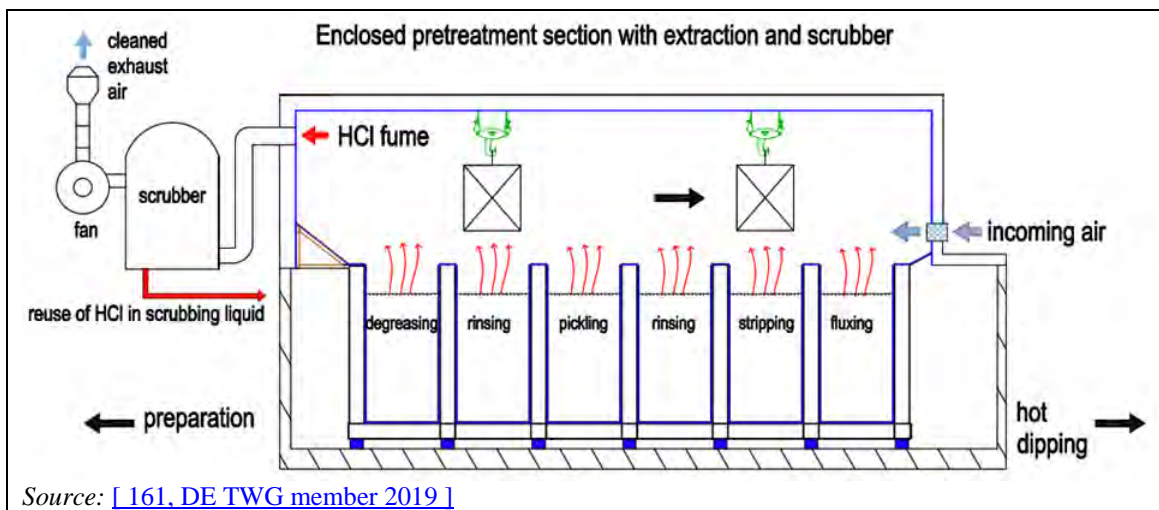 Enclosed pretreatment section with extraction and scrubber
cleaned
exhaust
air
HCl fume
scrubber
fan
incoming air
reuse of HCl in scrubbing liquid
degreasing
rinsing
pickling
rinsing
stripping
fluxing
preparation
hot
dipping
Source: [ 161, DE TWG member 2019 ]